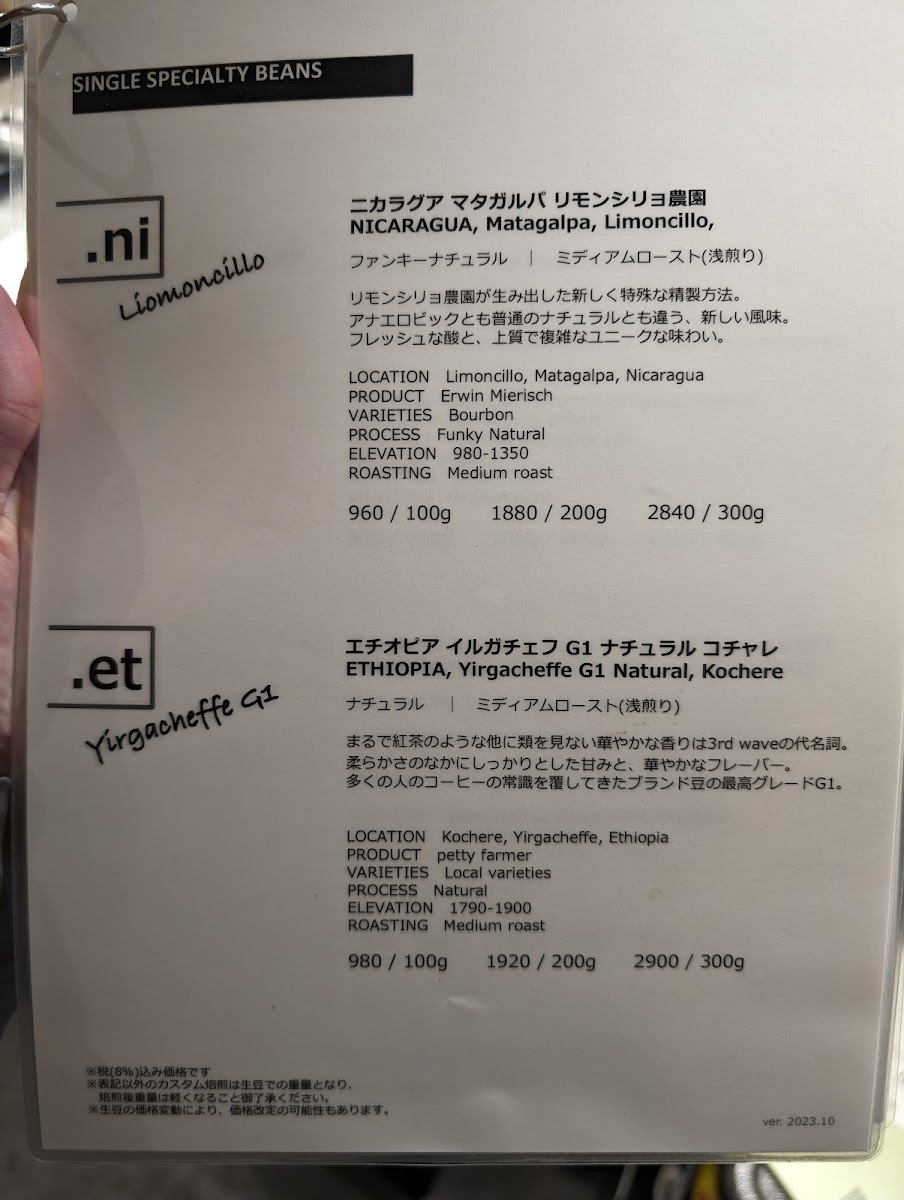 SINGLE SPECIALTY BEANS
.ni
Liomoncillo
ニカラグア マタガルパ リモンシリョ農園
NICARAGUA, Matagalpa, Limoncillo,
ファンキーナチュラル | ミディアムロースト(浅煎り)
リモンシリョ農園が生み出した新しく特殊な精製方法。
アナエロビックとも普通のナチュラルとも違う、新しい風味。
フレッシュな酸と、上質で複雑なユニークな味わい。
LOCATION Limoncillo, Matagalpa, Nicaragua
PRODUCT Erwin Mierisch
VARIETIES Bourbon
PROCESS Funky Natural
ELEVATION 980-1350
ROASTING Medium roast
960 / 100g 1880 / 200g 2840 / 300g
.et
Yirgacheffe G1
エチオピア イルガチェフ G1 ナチュラル コチャレ
ETHIOPIA, Yirgacheffe G1 Natural, Kochere
ナチュラル | ミディアムロースト(浅煎り)
まるで紅茶のような他に類を見ない華やかな香りは3rd waveの代名詞。
柔らかさのなかにしっかりとした甘みと、華やかなフレーバー。
多くの人のコーヒーの常識を覆してきたブランド豆の最高グレードG1。
LOCATION Kochere, Yirgacheffe, Ethiopia
PRODUCT petty farmer
VARIETIES Local varieties
PROCESS Natural
ELEVATION 1790-1900
ROASTING Medium roast
980 / 100g 1920 / 200g 2900 / 300g
※税(8%)込み価格です
※表記以外のカスタム焙煎は生豆での重量となり、
焙煎後重量は軽くなること御了承ください。
※生豆の価格変動により、価格改定の可能性もあります。
ver. 2023.10